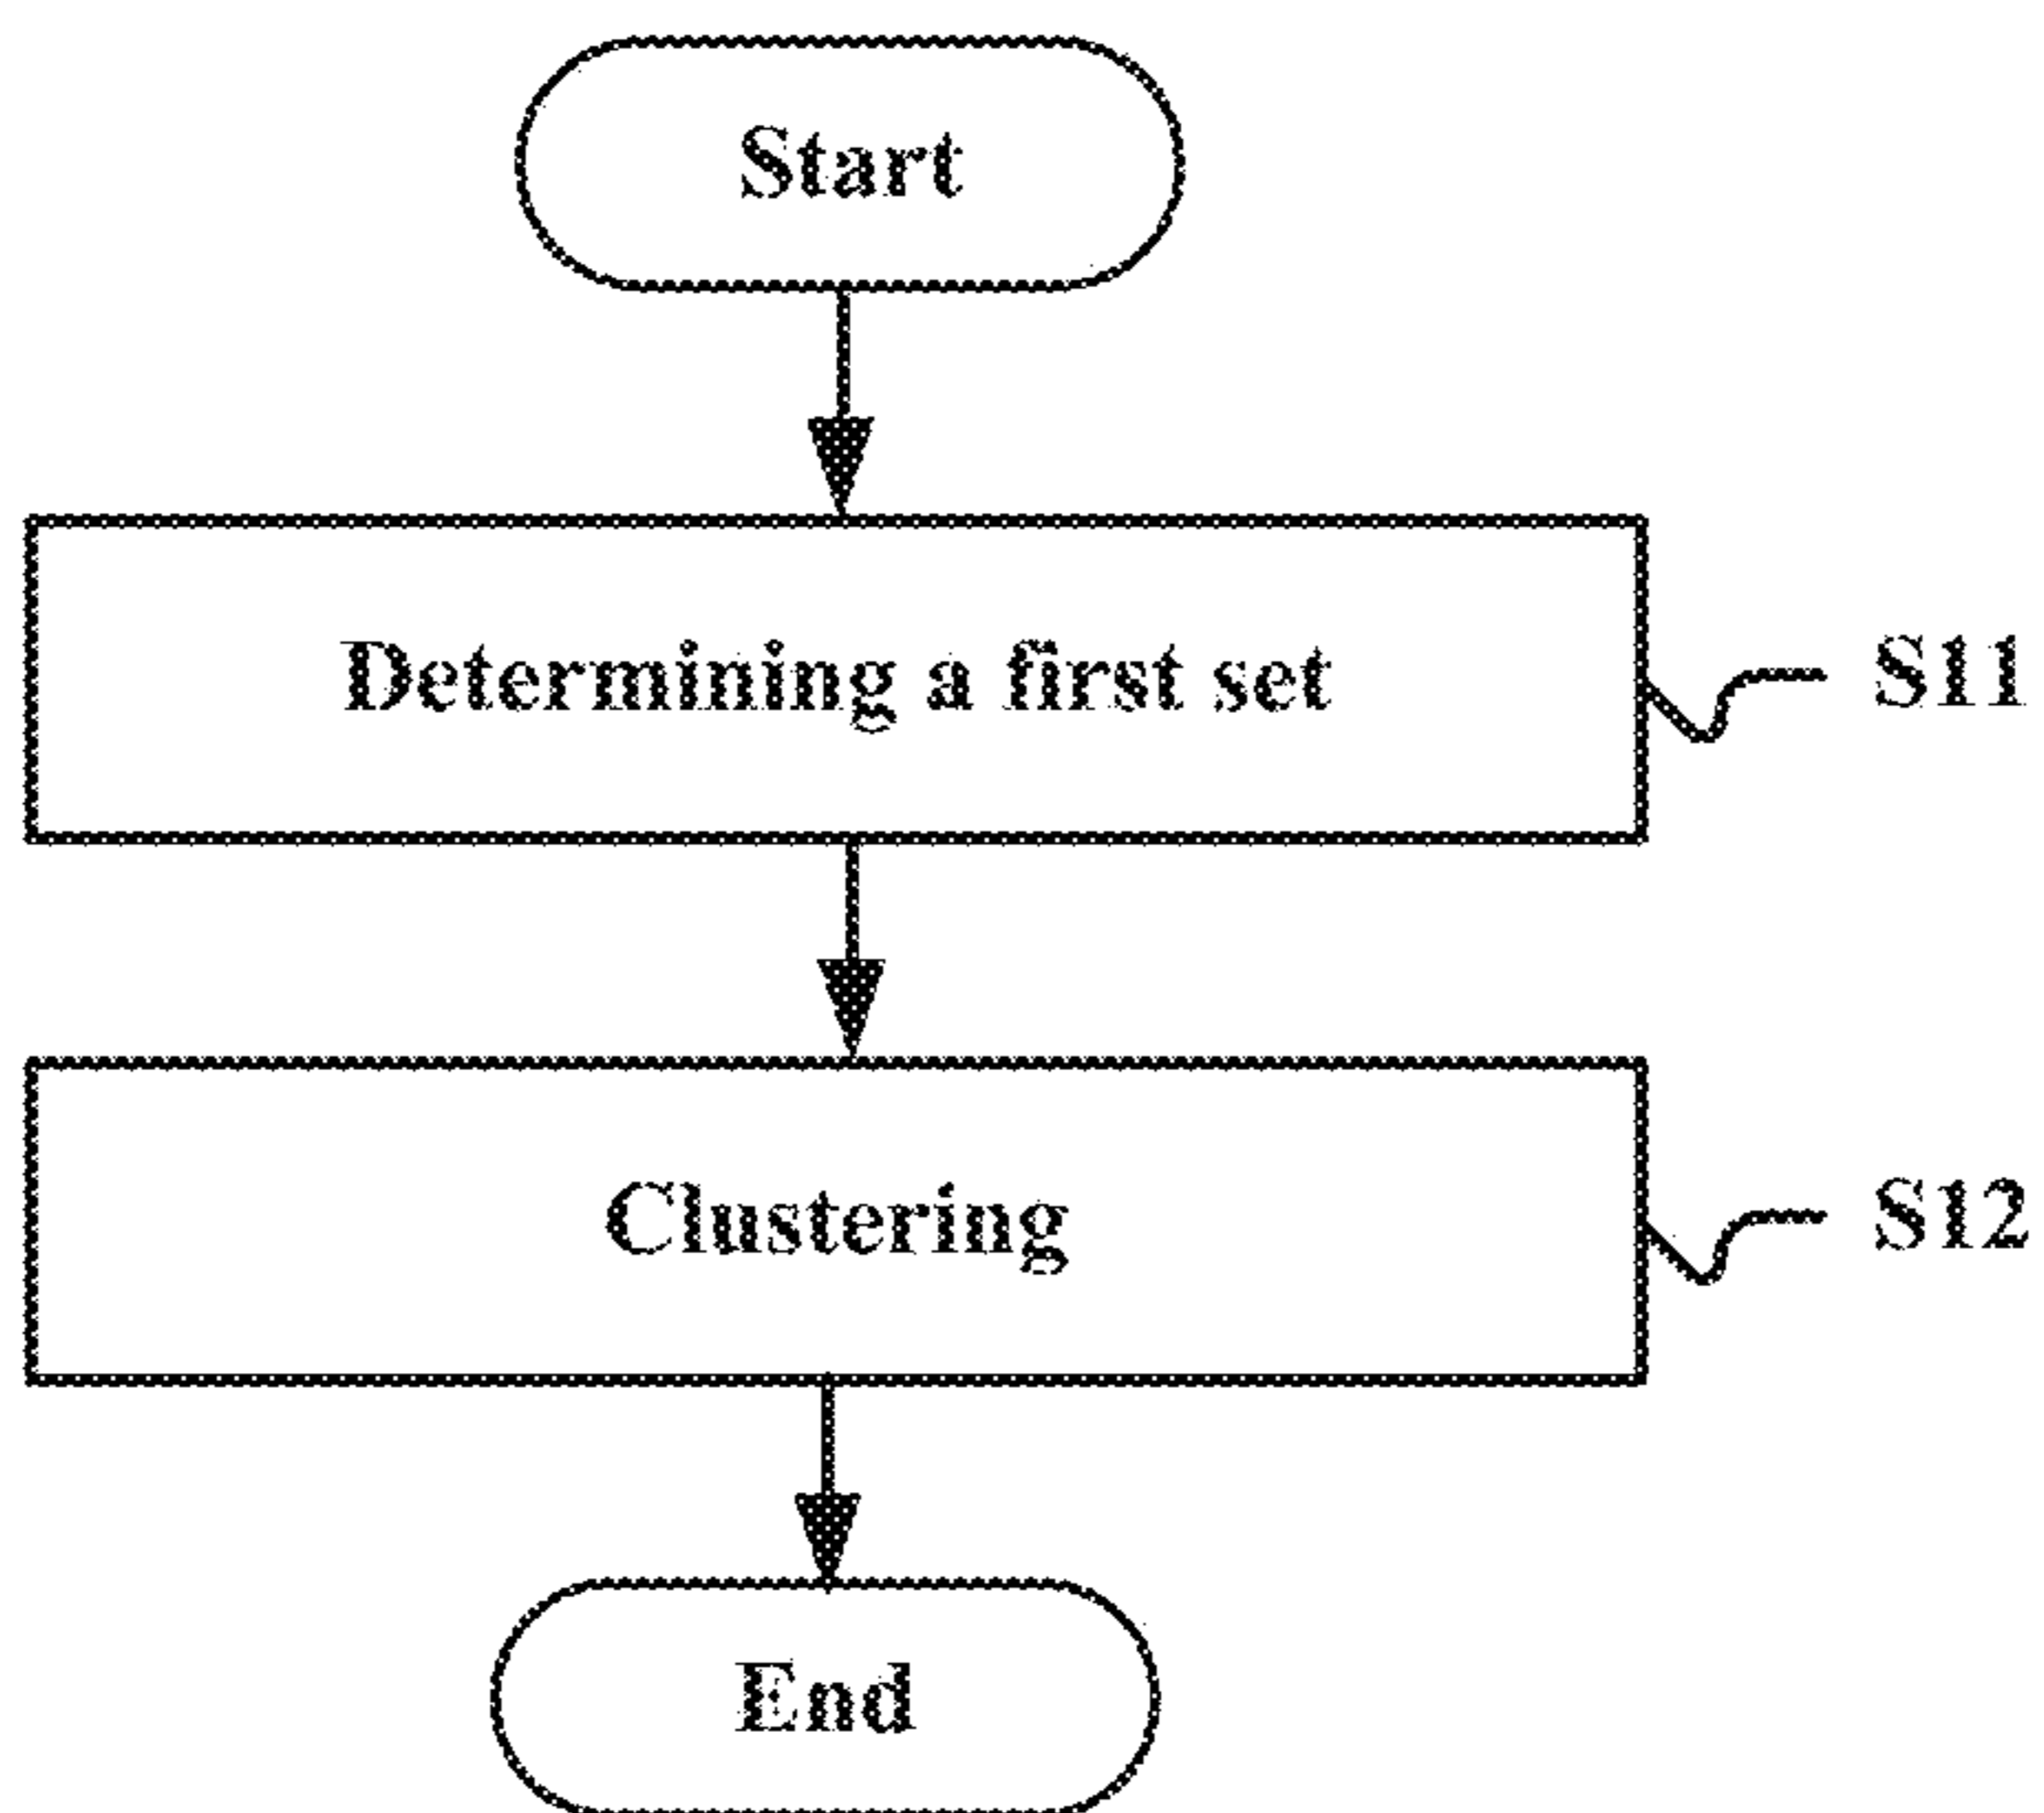 Start
Determining a first set
S11
Clustering
S12
End